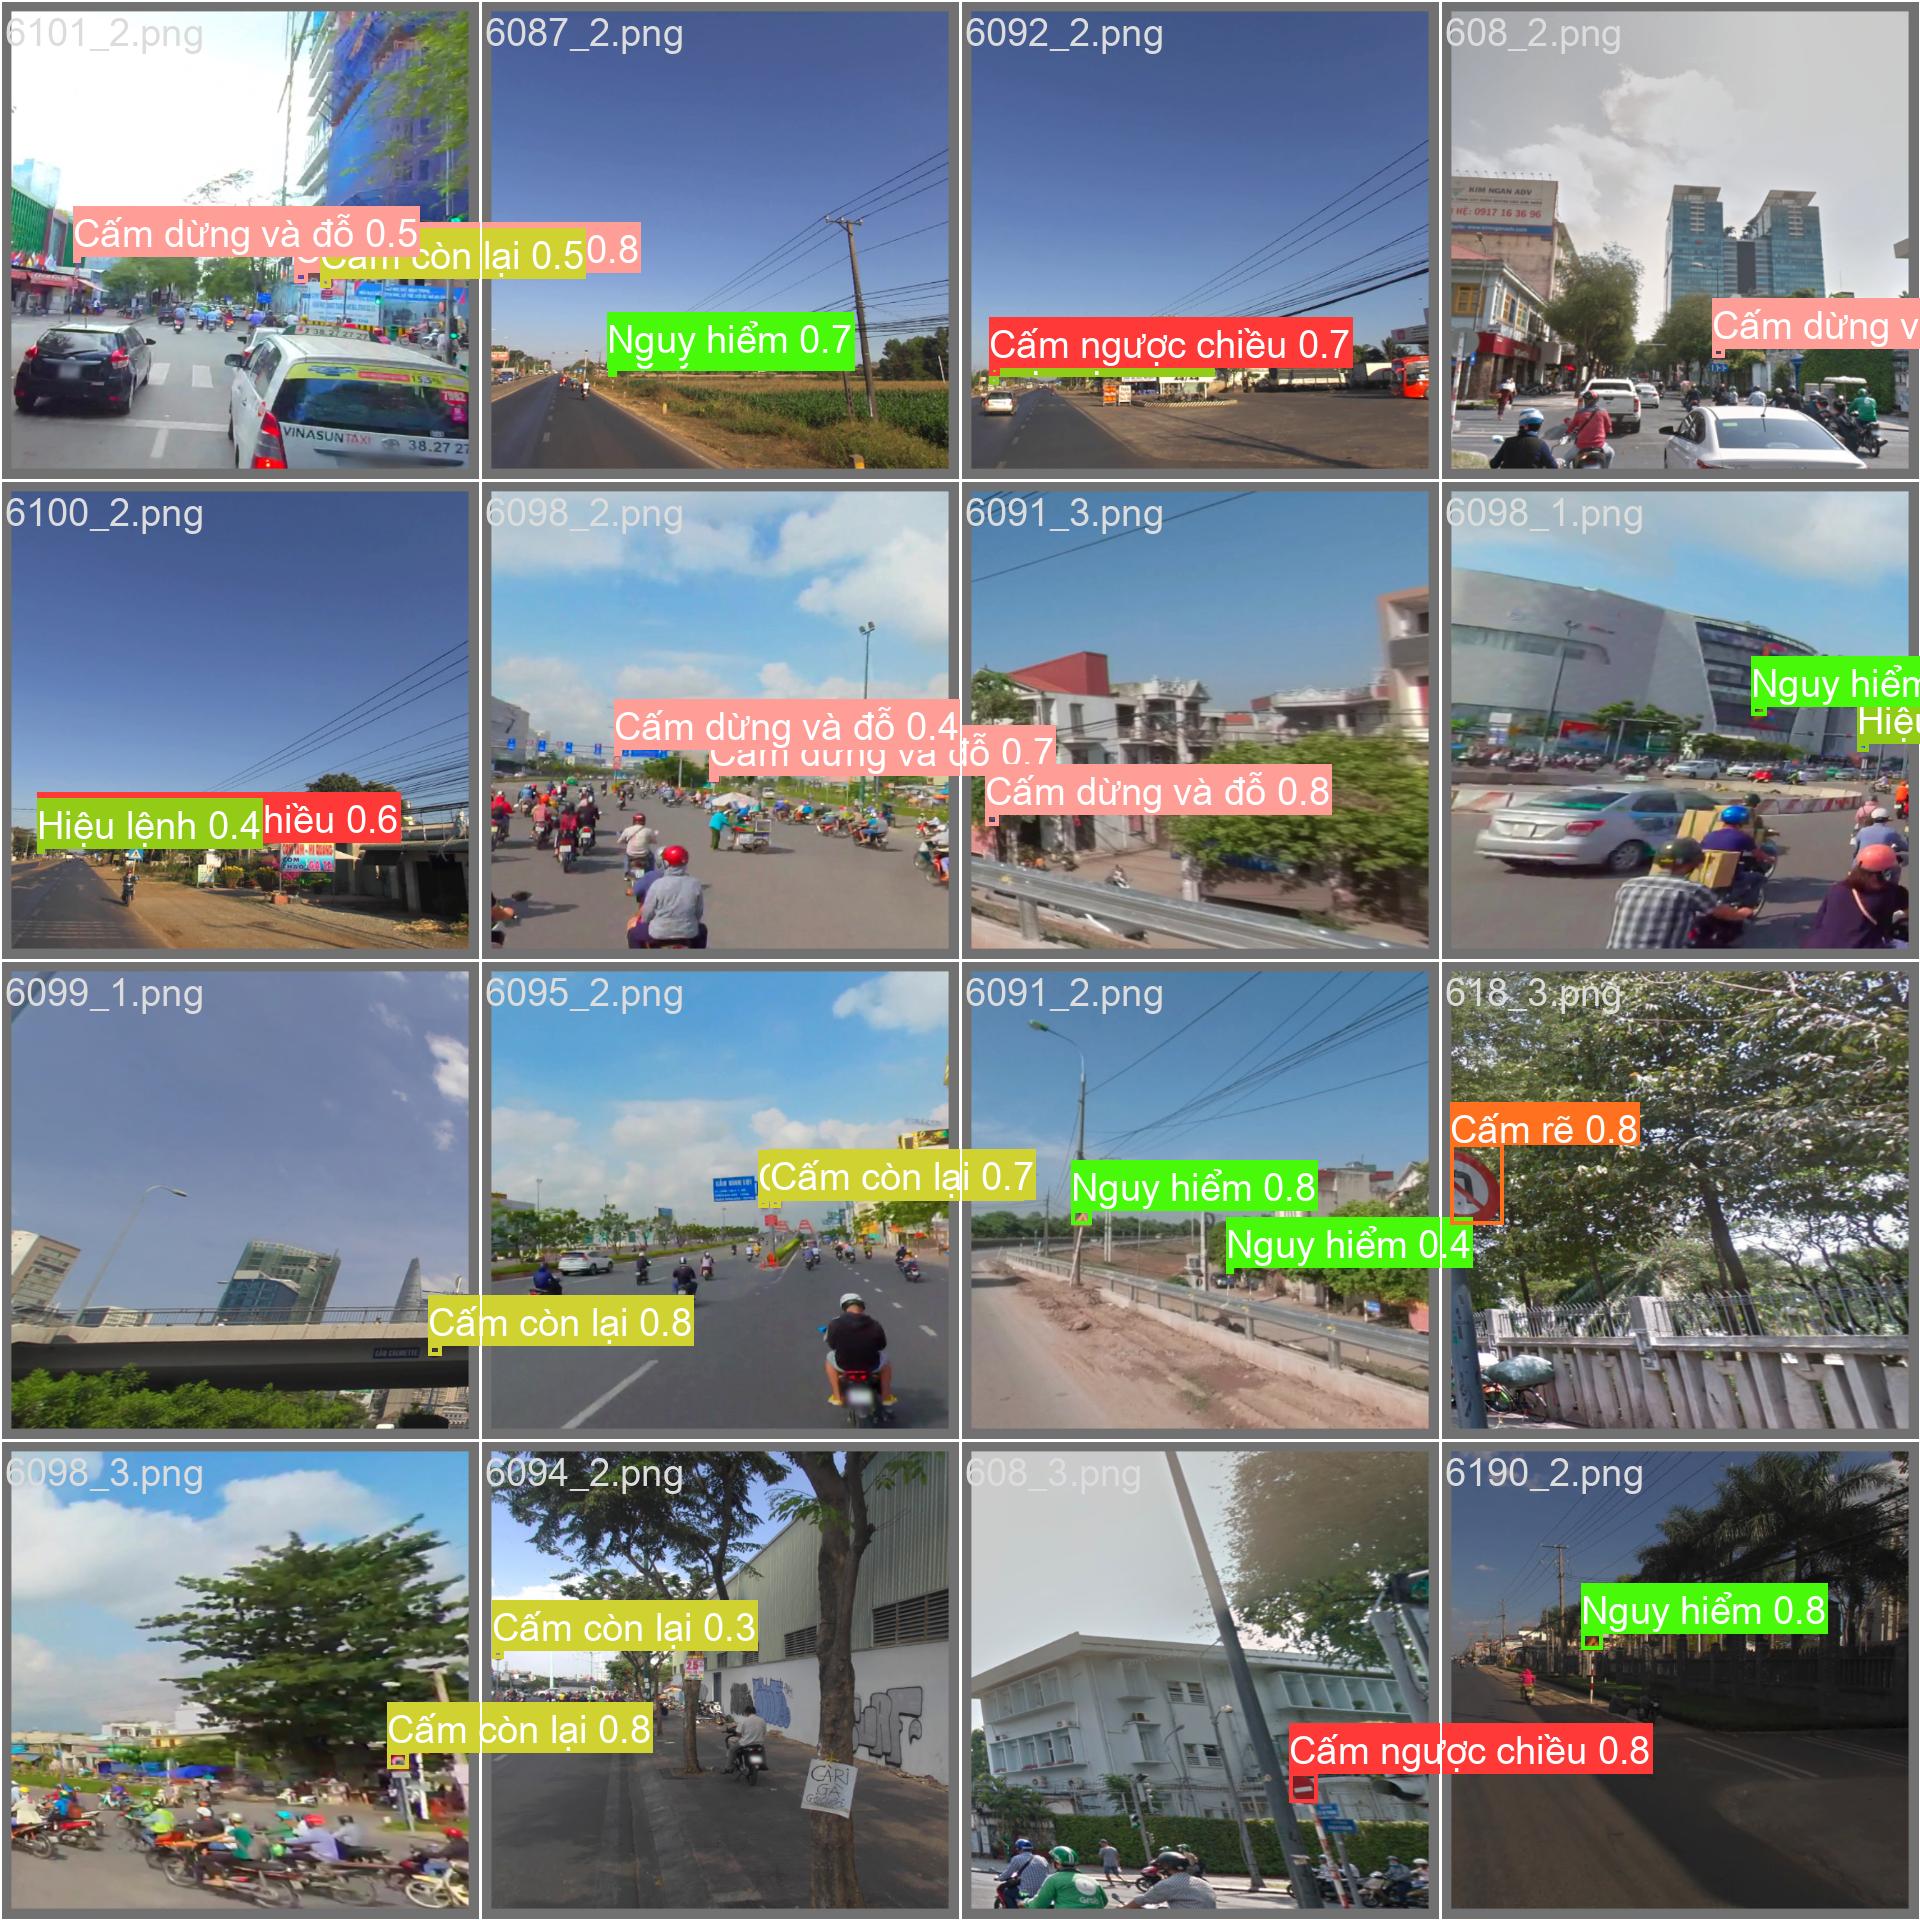 6101_2.png
6087_2.png
6092_2.png
608_2.png
KIM NGAN ADV
HỆ: 0917 16 36 96
Cấm dừng và đỗ 0.5
còn lại 0.5
0.8
Nguy hiểm 0.7
Cấm ngược chiều 0.7
Cấm dừng v
VINASUN TAXI
38.27 27
6100_2.png
6098_2.png
6091_3.png
6098_1.png
Nguy hiểm
Hiệu
Cấm dừng và đỗ 0.4
Cấm dừng và đỗ 0.7
Cấm dừng và đỗ 0.8
Hiệu lệnh 0.4
hiều 0.6
6099_1.png
6095_2.png
6091_2.png
618_3.png
Cấm rẽ 0.8
Cấm còn lại 0.7
Nguy hiểm 0.8
Nguy hiểm 0.4
Cấm còn lại 0.8
6098_3.png
6094_2.png
608_3.png
6190_2.png
Cấm còn lại 0.3
Nguy hiểm 0.8
Cấm còn lại 0.8
Cấm ngược chiều 0.8
25